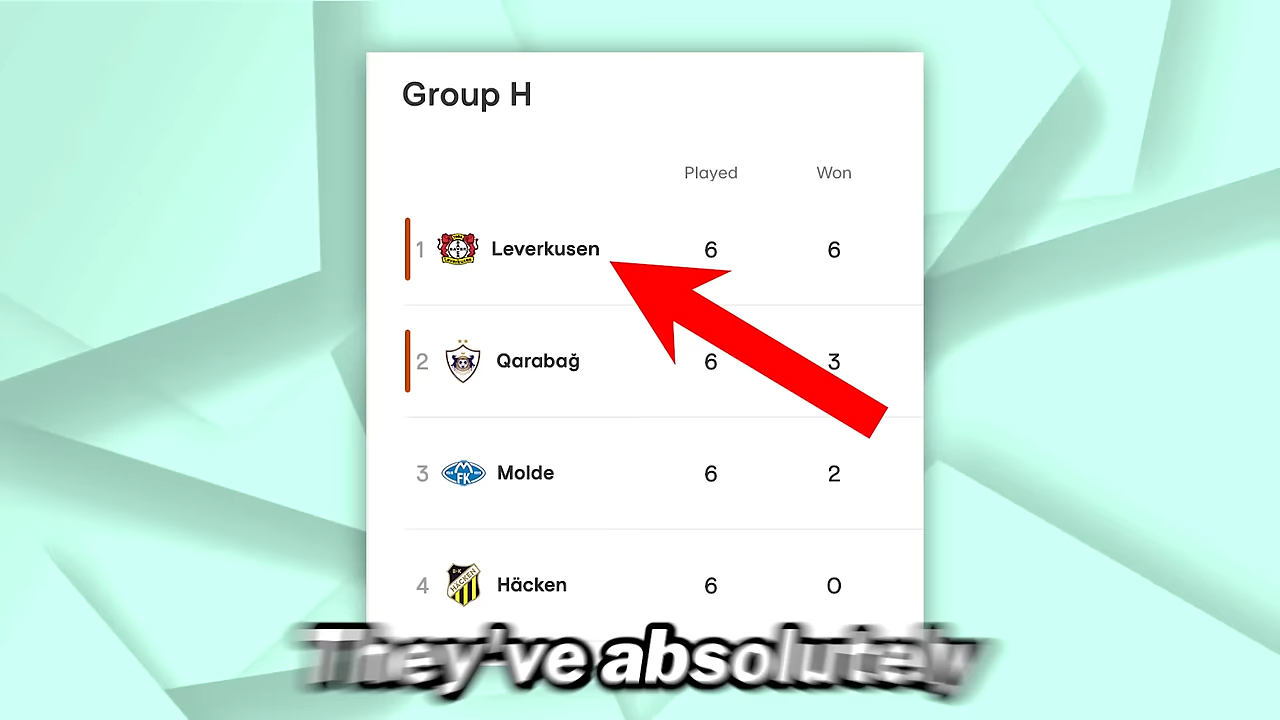 Group H
Played Won
1 Leverkusen 6 6
2 Qarabağ 6 3
3 Molde 6 2
4 Häcken 6 0
They've absolutely